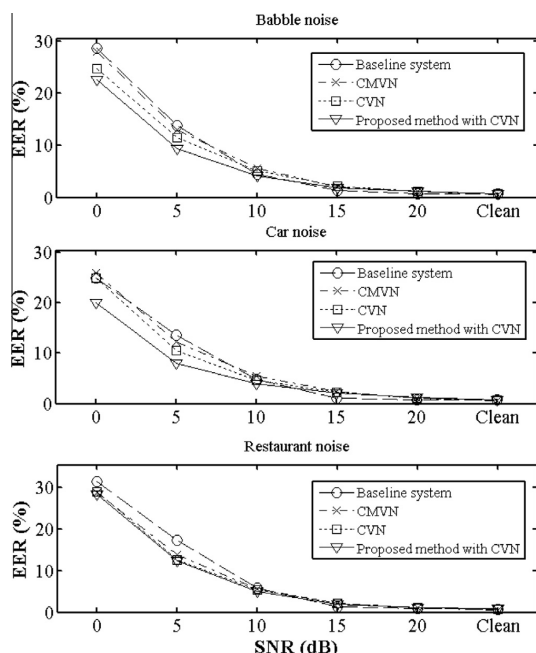 Babble noise
30
20
10
0
EER (%)
Baseline system
CMVN
CVN
Proposed method with CVN
0 5 10 15 20 Clean
Car noise
30
20
10
0
EER (%)
Baseline system
CMVN
CVN
Proposed method with CVN
0 5 10 15 20 Clean
Restaurant noise
30
20
10
0
EER (%)
Baseline system
CMVN
CVN
Proposed method with CVN
0 5 10 15 20 Clean
SNR (dB)